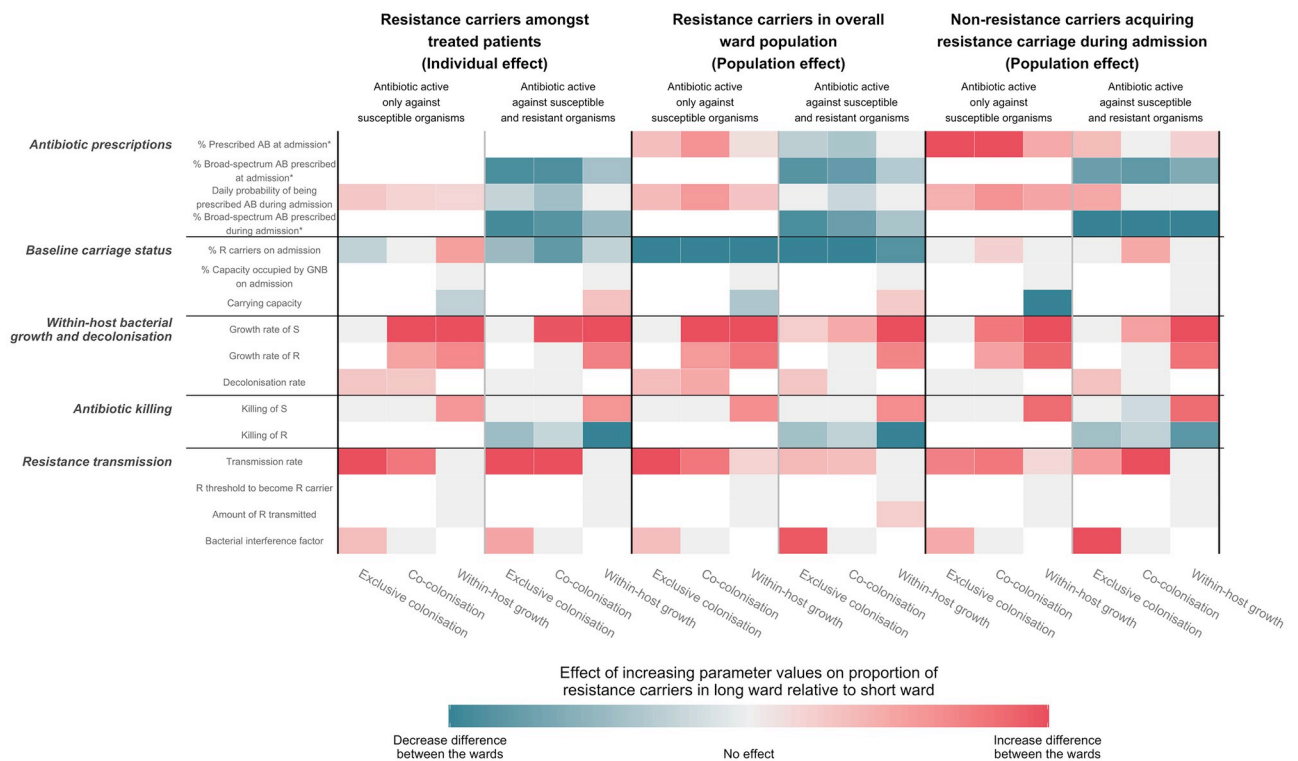 Resistance carriers amongst
treated patients
(Individual effect)
Resistance carriers in overall
ward population
(Population effect)
Non-resistance carriers acquiring
resistance carriage during admission
(Population effect)
Antibiotic active
only against
susceptible organisms
Antibiotic active
against susceptible
and resistant organisms
Antibiotic active
only against
susceptible organisms
Antibiotic active
against susceptible
and resistant organisms
Antibiotic active
only against
susceptible organisms
Antibiotic active
against susceptible
and resistant organisms
Antibiotic prescriptions
% Prescribed AB at admission*
% Broad-spectrum AB prescribed
at admission*
Daily probability of being
prescribed AB during admission
% Broad-spectrum AB prescribed
during admission*
Baseline carriage status
% R carriers on admission
% Capacity occupied by GNB
on admission
Carrying capacity
Within-host bacterial
growth and decolonisation
Growth rate of S
Growth rate of R
Decolonisation rate
Antibiotic killing
Killing of S
Killing of R
Resistance transmission
Transmission rate
R threshold to become R carrier
Amount of R transmitted
Bacterial interference factor
Exclusive colonisation
Co-colonisation
Within-host growth
Exclusive colonisation
Co-colonisation
Within-host growth
Exclusive colonisation
Co-colonisation
Within-host growth
Exclusive colonisation
Co-colonisation
Within-host growth
Exclusive colonisation
Co-colonisation
Within-host growth
Exclusive colonisation
Co-colonisation
Within-host growth
Effect of increasing parameter values on proportion of
resistance carriers in long ward relative to short ward
Decrease difference
between the wards
No effect
Increase difference
between the wards